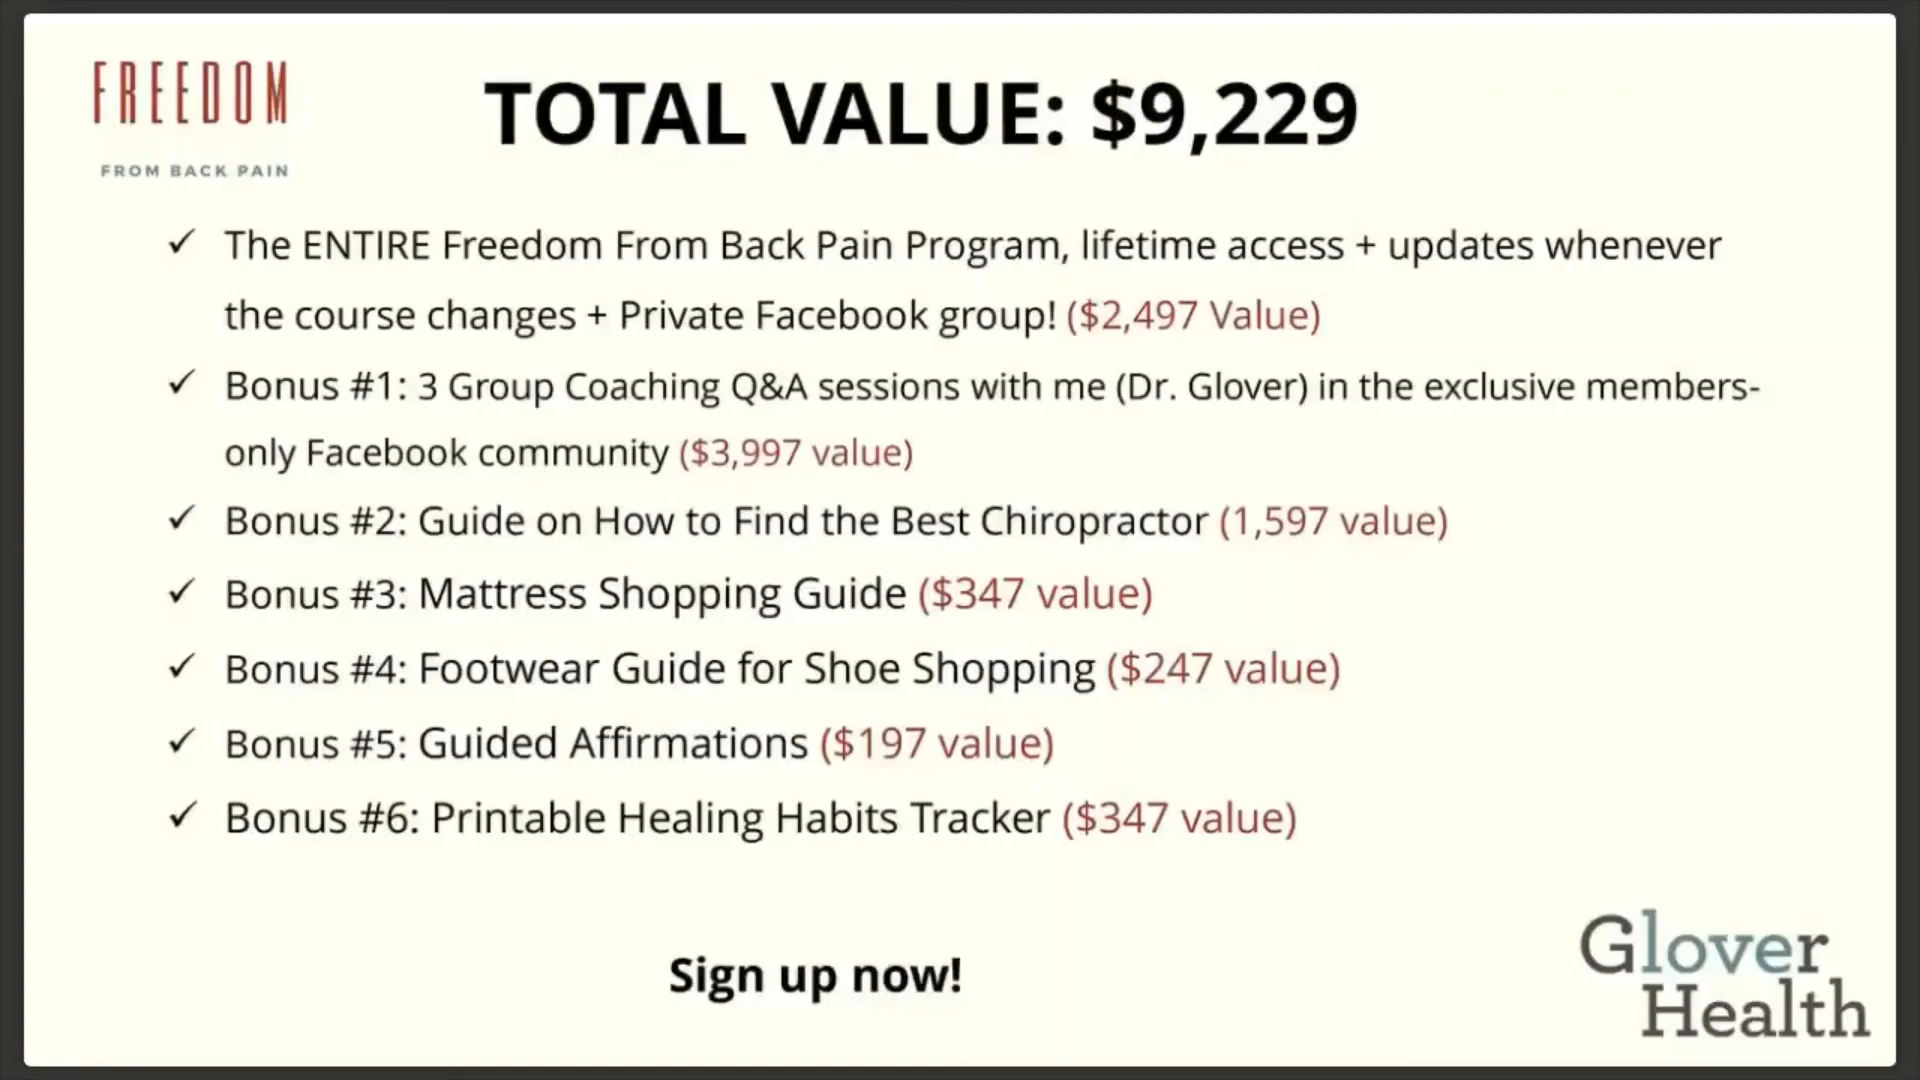 FREEDOM
FROM BACK PAIN
TOTAL VALUE: $9,229
✓ The ENTIRE Freedom From Back Pain Program, lifetime access + updates whenever
the course changes + Private Facebook group! ($2,497 Value)
✓ Bonus #1: 3 Group Coaching Q&A sessions with me (Dr. Glover) in the exclusive members-
only Facebook community ($3,997 value)
✓ Bonus #2: Guide on How to Find the Best Chiropractor (1,597 value)
✓ Bonus #3: Mattress Shopping Guide ($347 value)
✓ Bonus #4: Footwear Guide for Shoe Shopping ($247 value)
✓ Bonus #5: Guided Affirmations ($197 value)
✓ Bonus #6: Printable Healing Habits Tracker ($347 value)
Sign up now!
Glover
Health